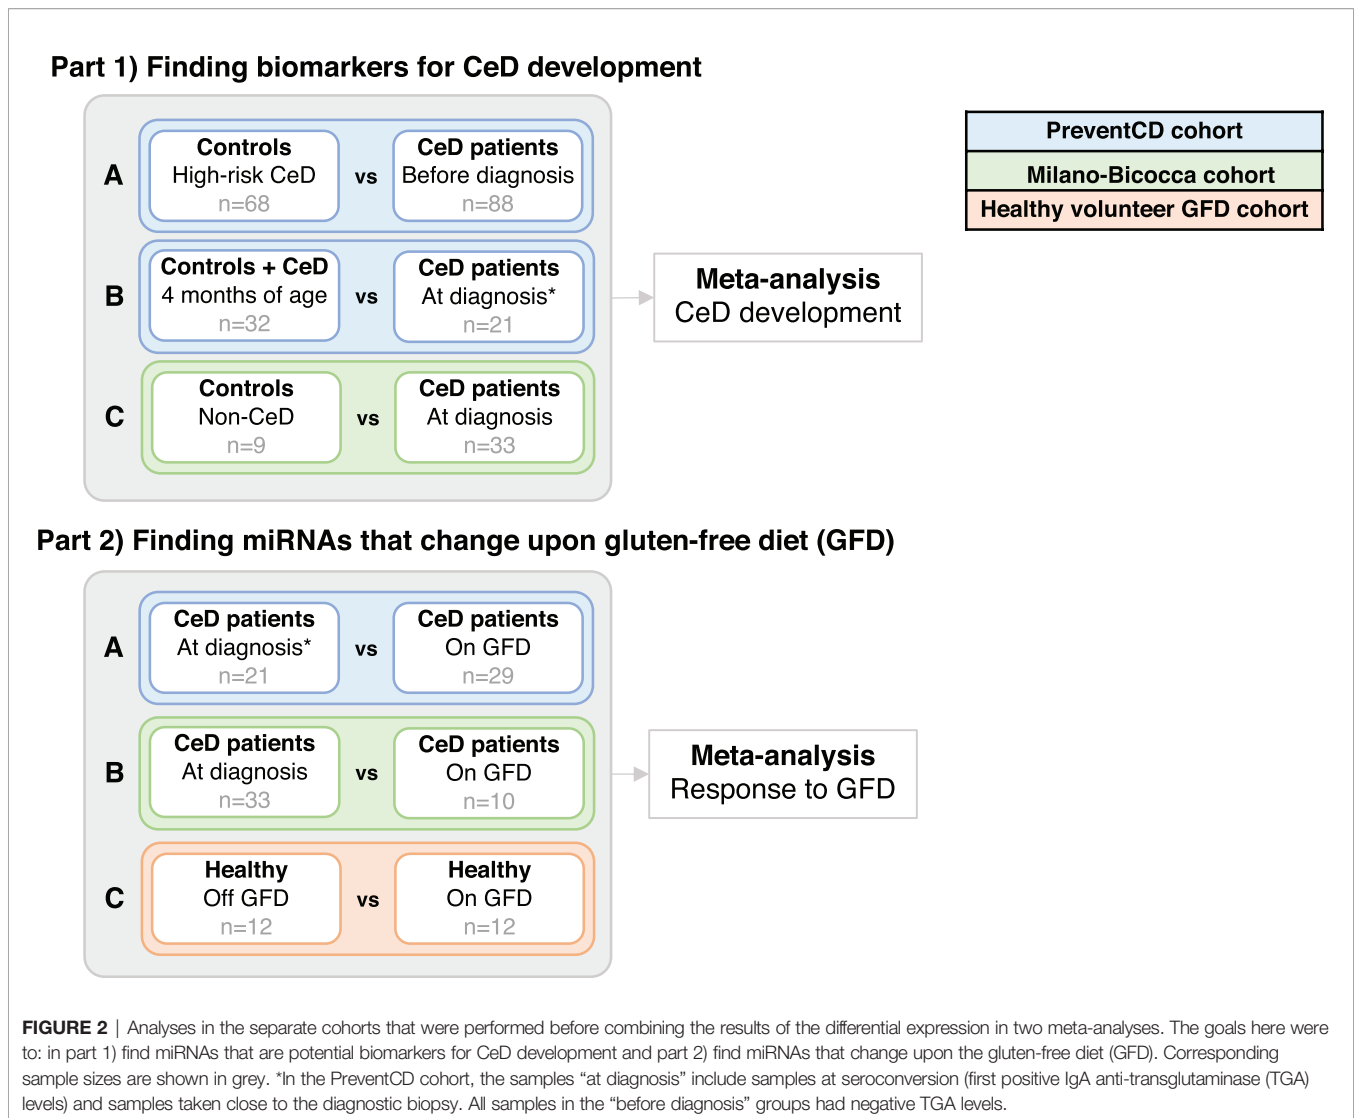 Part 1) Finding biomarkers for CeD development
A
Controls
High-risk CeD
n=68
vs
CeD patients
Before diagnosis
n=88
B
Controls + CeD
4 months of age
n=32
vs
CeD patients
At diagnosis*
n=21
C
Controls
Non-CeD
n=9
vs
CeD patients
At diagnosis
n=33
Meta-analysis
CeD development
PreventCD cohort
Milano-Bicocca cohort
Healthy volunteer GFD cohort
Part 2) Finding miRNAs that change upon gluten-free diet (GFD)
A
CeD patients
At diagnosis*
n=21
vs
CeD patients
On GFD
n=29
B
CeD patients
At diagnosis
n=33
vs
CeD patients
On GFD
n=10
C
Healthy
Off GFD
n=12
vs
Healthy
On GFD
n=12
Meta-analysis
Response to GFD
FIGURE 2 | Analyses in the separate cohorts that were performed before combining the results of the differential expression in two meta-analyses. The goals here were
to: in part 1) find miRNAs that are potential biomarkers for CeD development and part 2) find miRNAs that change upon the gluten-free diet (GFD). Corresponding
sample sizes are shown in grey. *In the PreventCD cohort, the samples “at diagnosis” include samples at seroconversion (first positive IgA anti-transglutaminase (TGA)
levels) and samples taken close to the diagnostic biopsy. All samples in the “before diagnosis” groups had negative TGA levels.